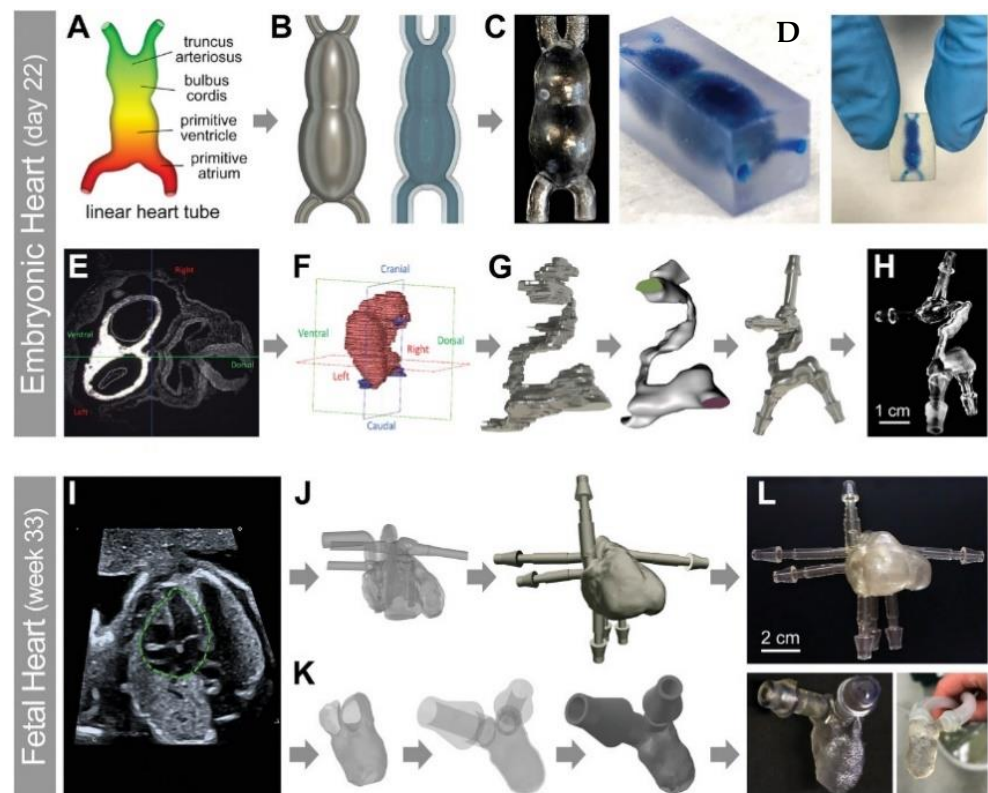 Embryonic Heart (day 22)
A
truncus
arteriosus
bulbus
cordis
primitive
ventricle
primitive
atrium
linear heart tube
B
C
D
E
Right
Ventral
Dorsal
Left
F
Cranial
Ventral
Dorsal
Right
Left
Caudal
G
H
1 cm
Fetal Heart (week 33)
I
J
K
L
2 cm